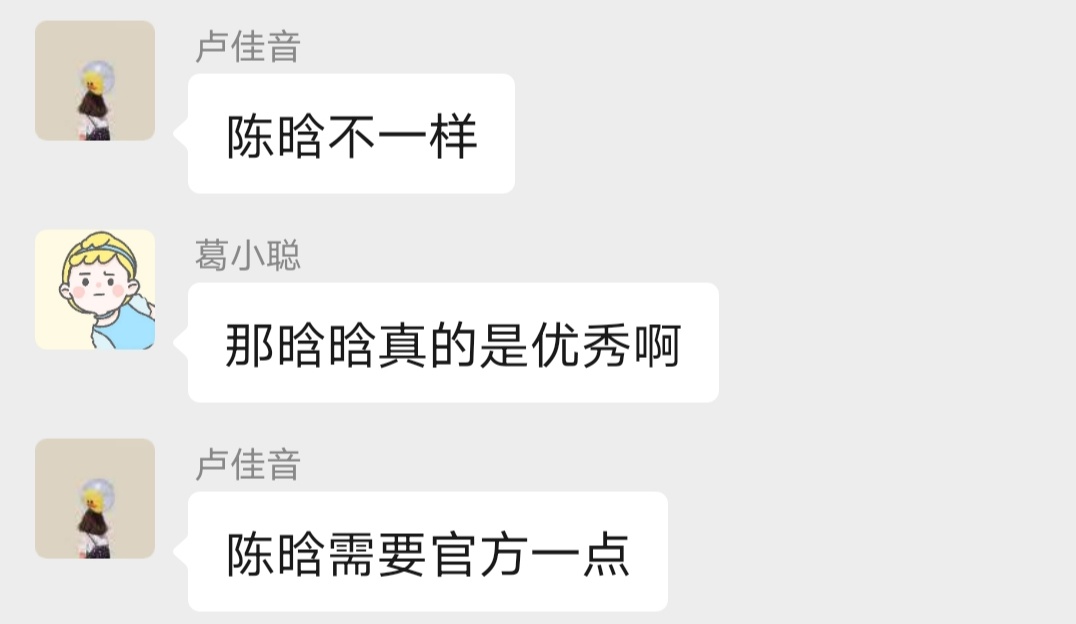 卢佳音
陈晗不一样
葛小聪
那晗晗真的是优秀啊
卢佳音
陈晗需要官方一点